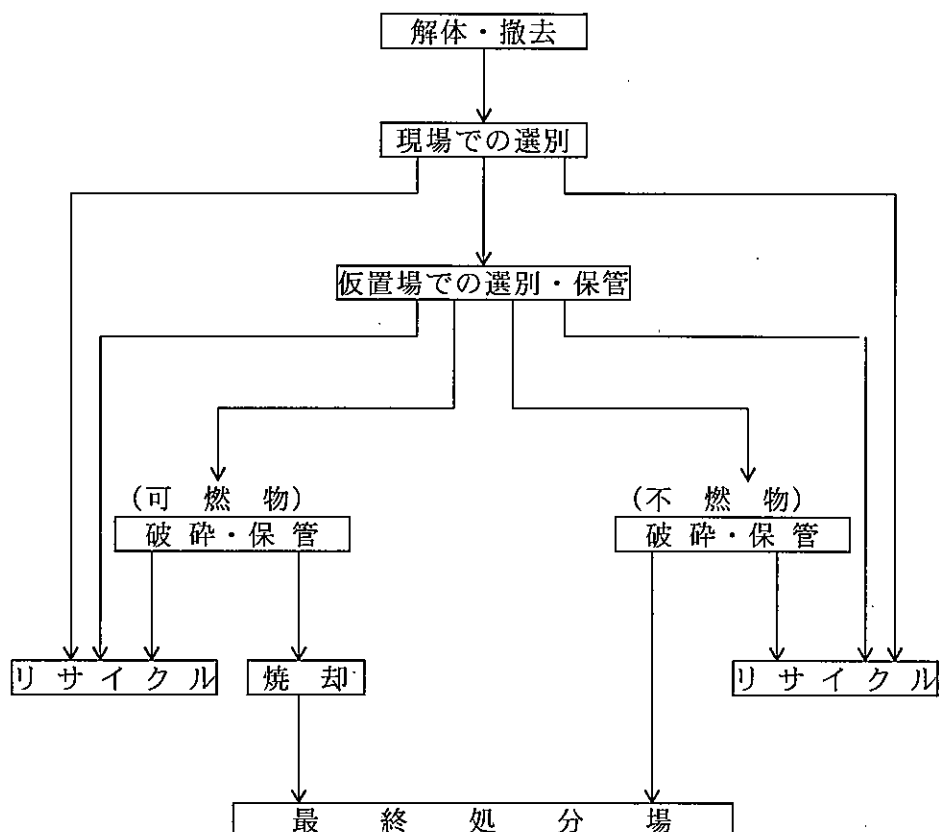 解体・撤去
現場での選別
仮置場での選別・保管
(可燃物)
(不燃物)
破砕・保管
破砕・保管
リサイクル
焼却
リサイクル
最終処分場